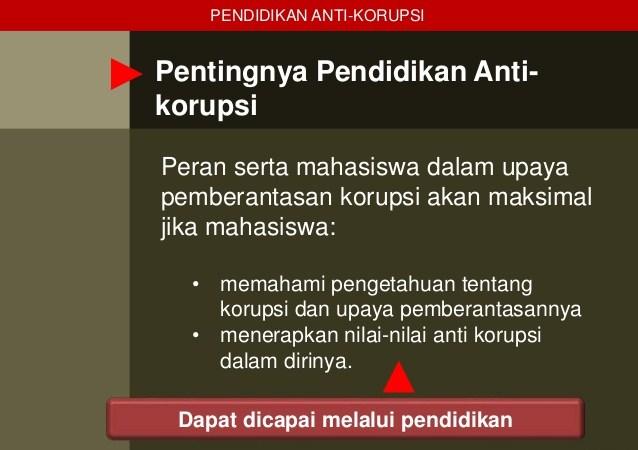 PENDIDIKAN ANTI-KORUPSI
Pentingnya Pendidikan Anti-
korupsi
Peran serta mahasiswa dalam upaya
pemberantasan korupsi akan maksimal
jika mahasiswa:
• memahami pengetahuan tentang
korupsi dan upaya pemberantasannya
• menerapkan nilai-nilai anti korupsi
dalam dirinya.
Dapat dicapai melalui pendidikan